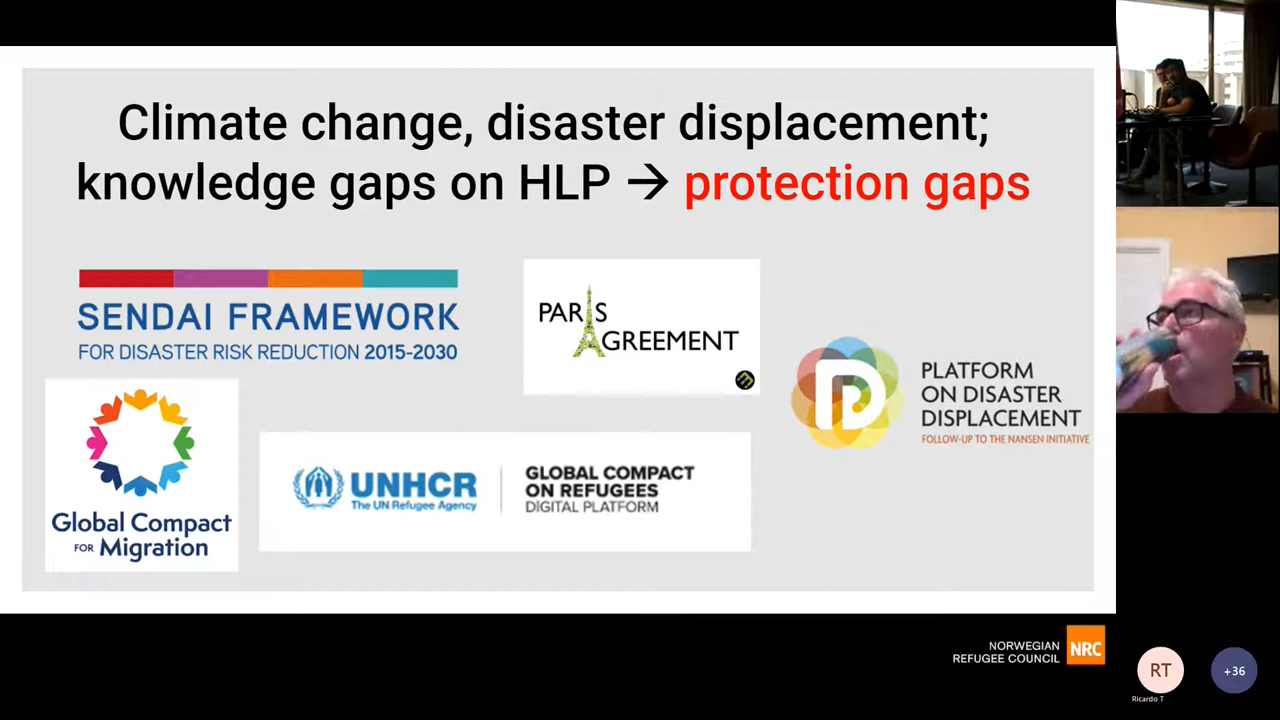 Climate change, disaster displacement;
knowledge gaps on HLP → protection gaps
SENDAI FRAMEWORK
FOR DISASTER RISK REDUCTION 2015-2030
PARIS
AGREEMENT
PLATFORM
ON DISASTER
DISPLACEMENT
FOLLOW-UP TO THE NANSEN INITIATIVE
Global Compact
FOR Migration
UNHCR
The UN Refugee Agency
GLOBAL COMPACT
ON REFUGEES
DIGITAL PLATFORM
NORWEGIAN
REFUGEE COUNCIL
NRC
RT
Ricardo T
+36